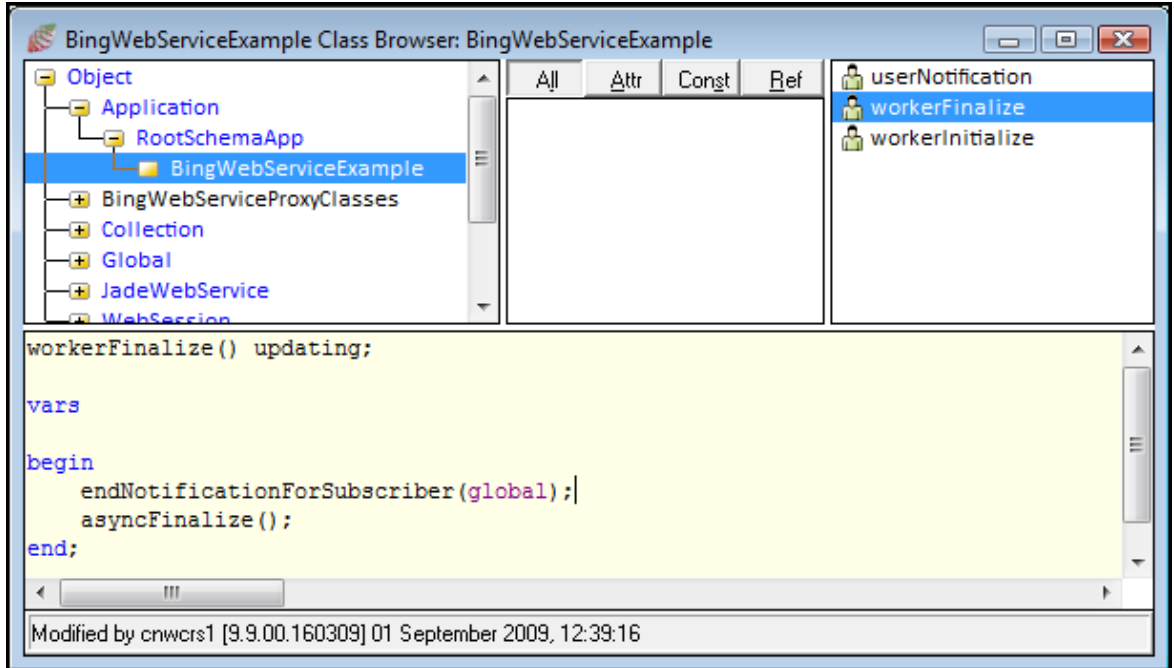 BingWebServiceExample Class Browser: BingWebServiceExample
Object
Application
RootSchemaApp
BingWebServiceExample
BingWebServiceProxyClasses
Collection
Global
JadeWebService
WebSession
All Attr Const Ref
userNotification
workerFinalize
workerInitialize
workerFinalize() updating;
vars
begin
endNotificationForSubscriber(global);
asyncFinalize();
end;
Modified by cnwcrs1 [9.9.00.160309] 01 September 2009, 12:39:16